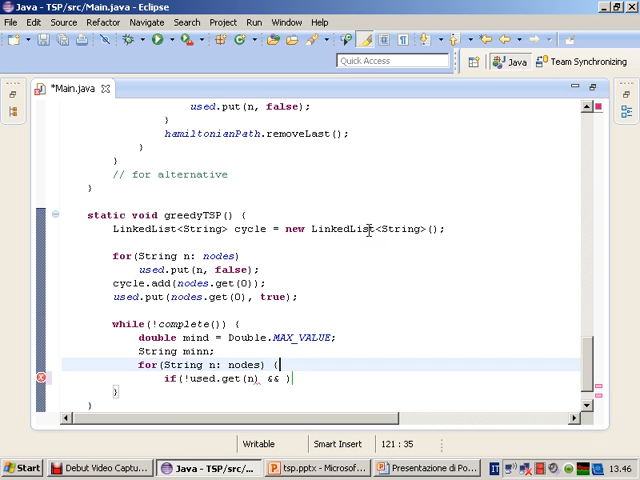 Java - TSP/src/Main.java - Eclipse
File Edit Source Refactor Navigate Search Project Run Window Help
Quick Access
Java
Team Synchronizing
*Main.java
used.put(n, false);
}
hamiltonianPath.removeLast();
}
}
// for alternative
}
static void greedyTSP() {
LinkedList<String> cycle = new LinkedList<String>();
for(String n: nodes)
used.put(n, false);
cycle.add(nodes.get(0));
used.put(nodes.get(0), true);
while(!complete()) {
double mind = Double.MAX_VALUE;
String minn;
for(String n: nodes) {
if(!used.get(n) && )
}
}
Writable Smart Insert 121 : 35
Start Debut Video Captu... Java - TSP/src/... tsp.pptx - Microsof... Presentazione di Po... IT 13.46